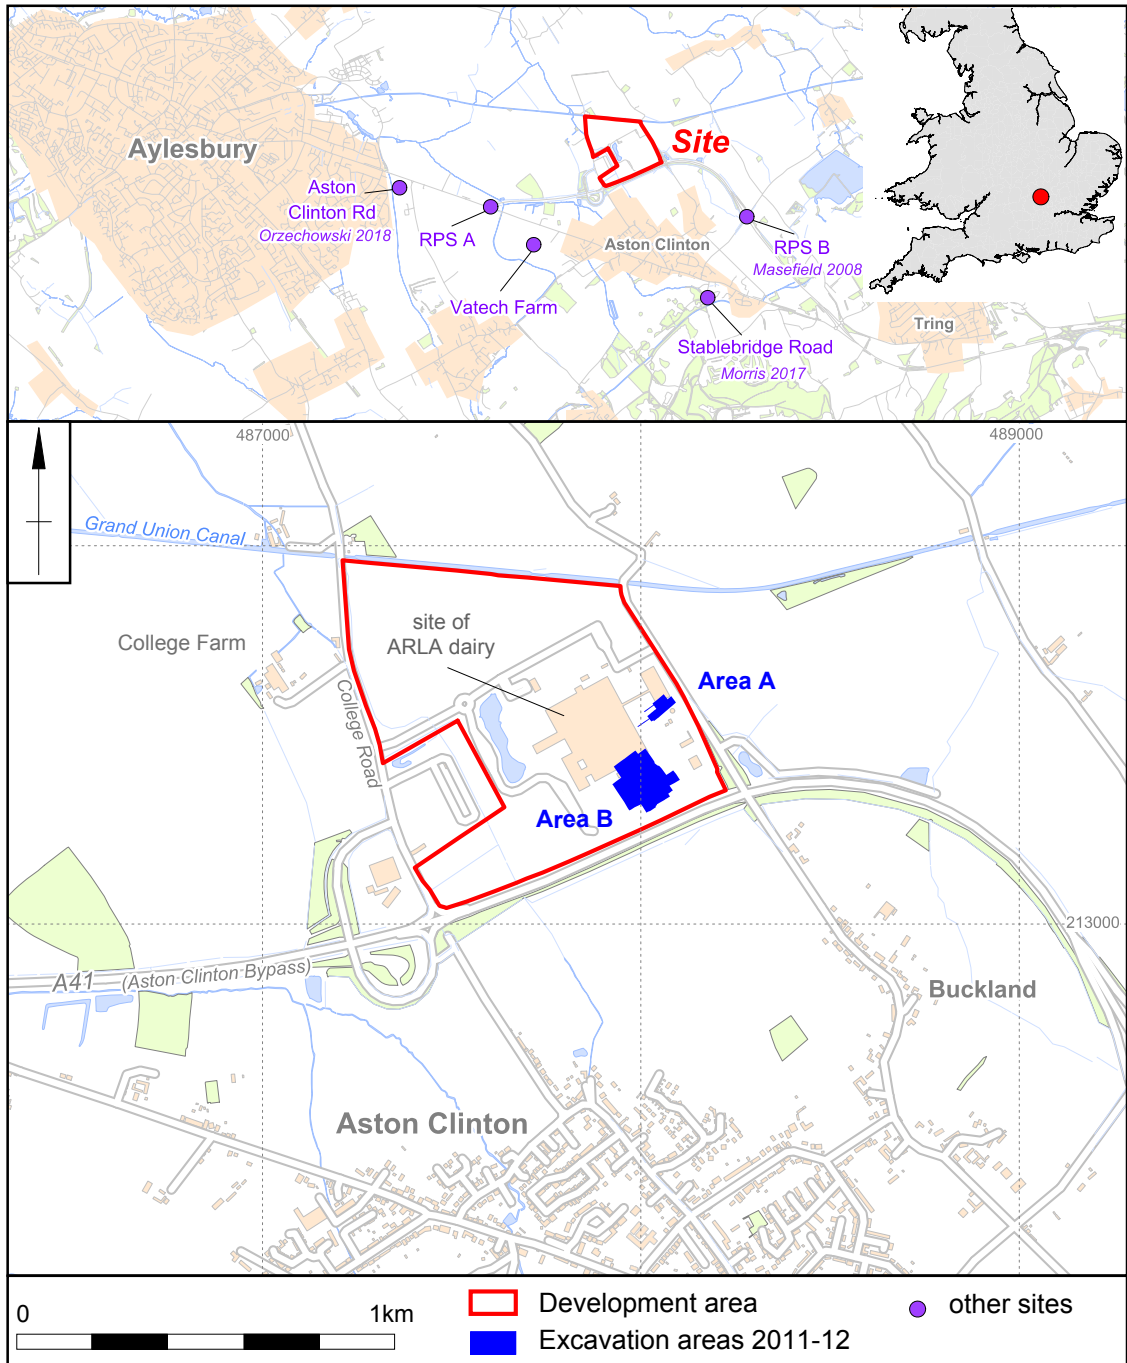 Aylesbury
Site
Aston
Clinton Rd
Orzechowski 2018
RPS A
Vatech Farm
Aston Clinton
RPS B
Masefield 2008
Stablebridge Road
Morris 2017
Tring
487000
489000
Grand Union Canal
College Farm
site of
ARLA dairy
Area A
College Road
Area B
213000
A41 (Aston Clinton Bypass)
Buckland
Aston Clinton
0
1km
Development area
Excavation areas 2011-12
other sites